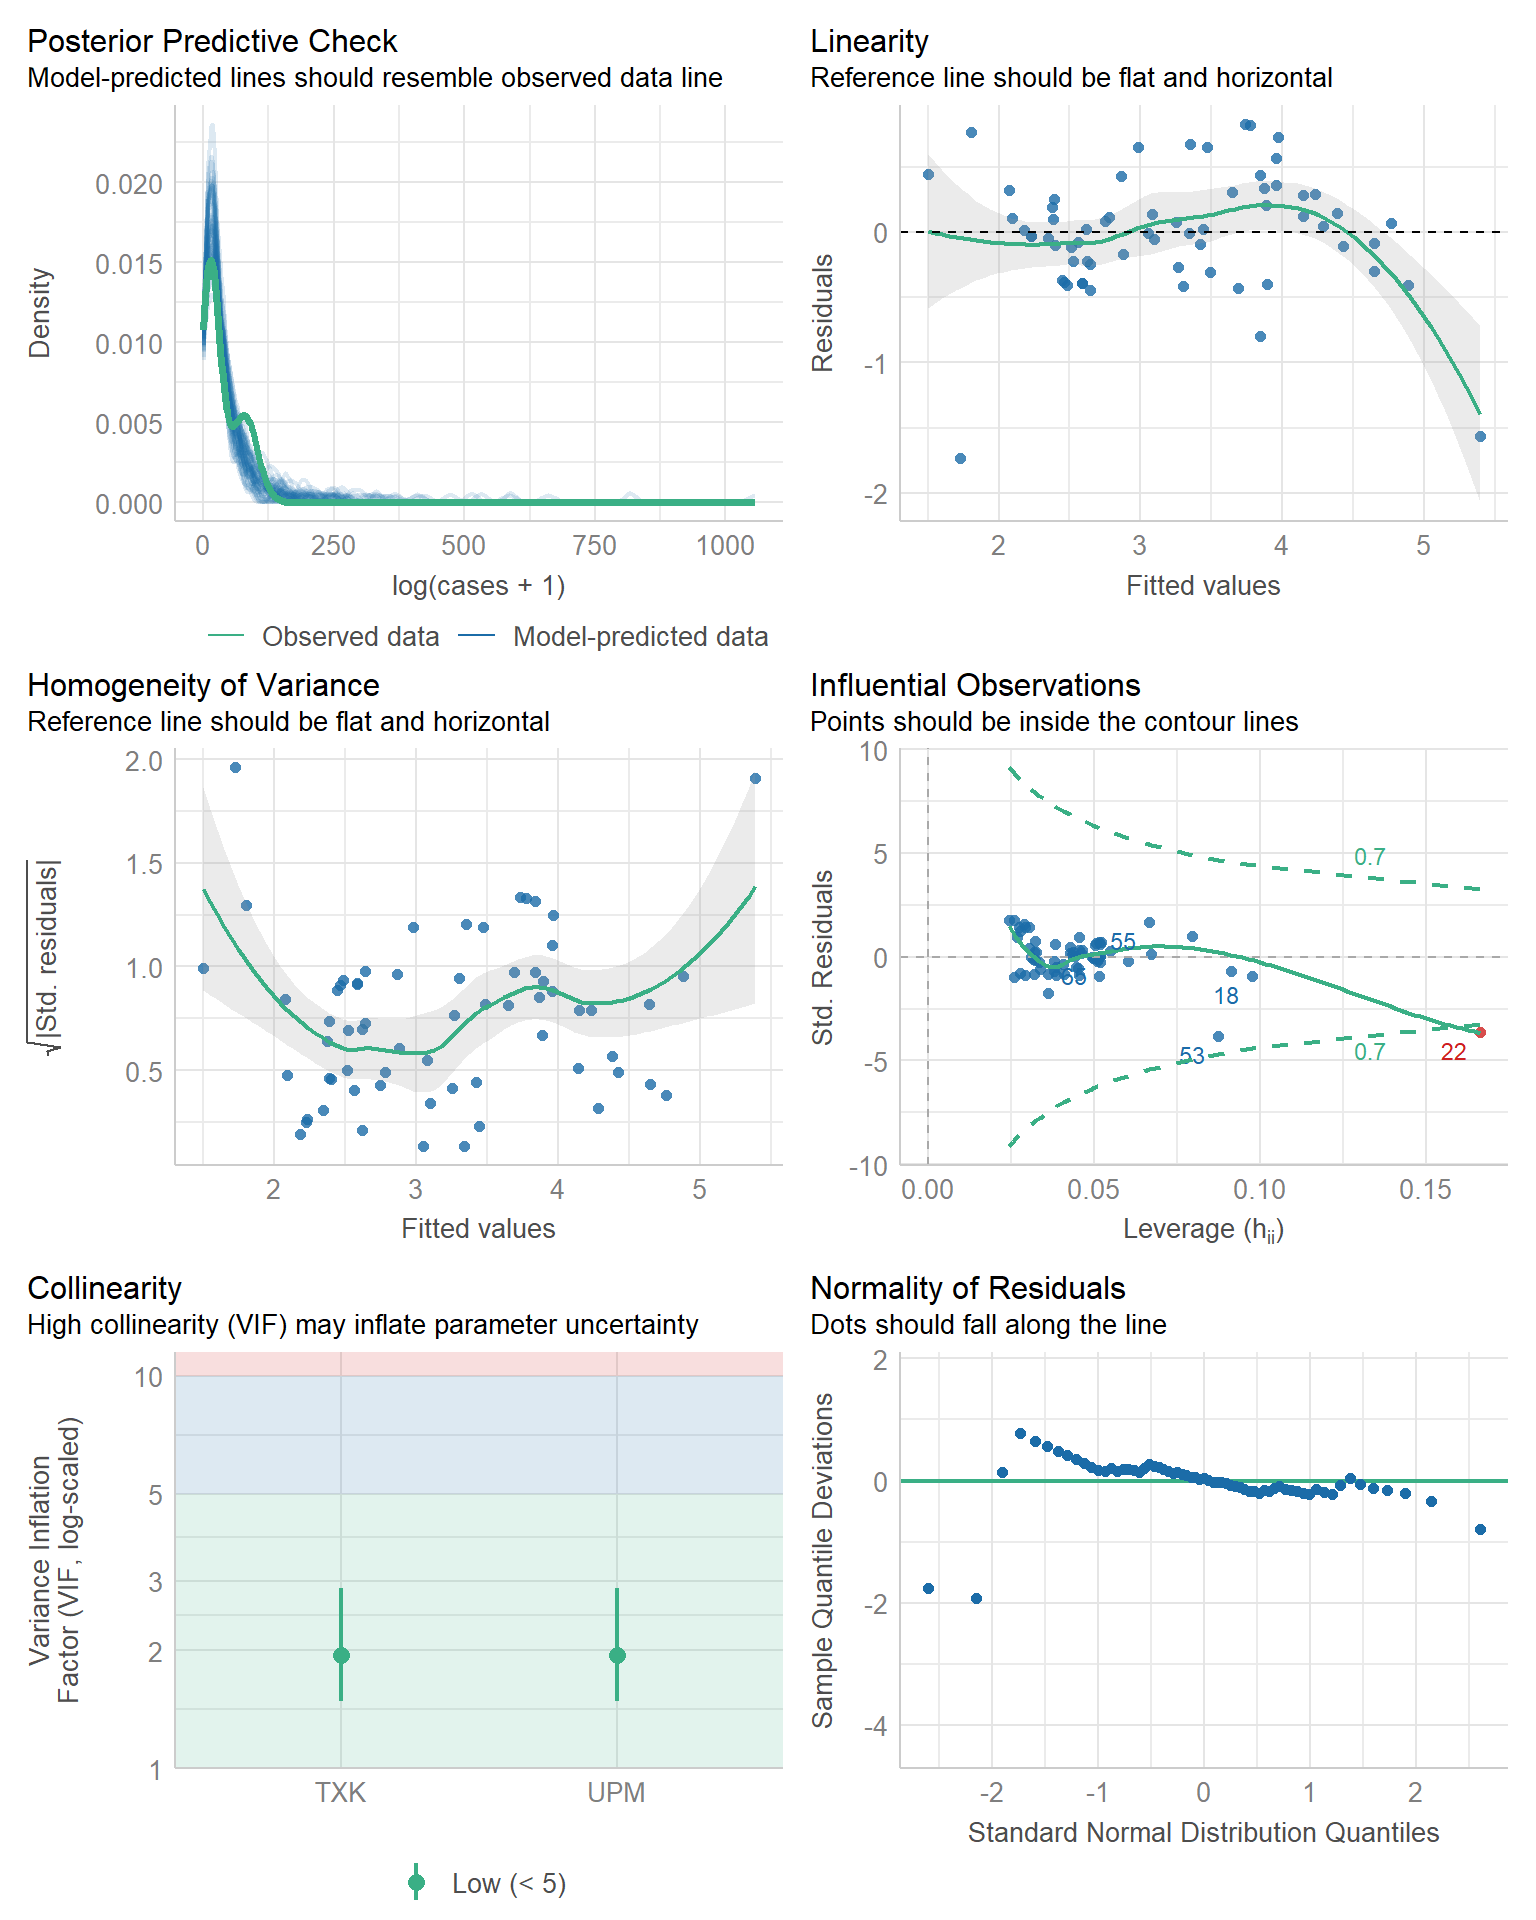 Posterior Predictive Check
Model-predicted lines should resemble observed data line
Density
0.020
0.015
0.010
0.005
0.000
0 250 500 750 1000
log(cases + 1)
Observed data Model-predicted data
Linearity
Reference line should be flat and horizontal
Residuals
0
-1
-2
2 3 4 5
Fitted values
Homogeneity of Variance
Reference line should be flat and horizontal
√|Std. residuals|
2.0
1.5
1.0
0.5
2 3 4 5
Fitted values
Influential Observations
Points should be inside the contour lines
Std. Residuals
10
5
0
-5
-10
0.7
55
18
53
0.7
22
0.00 0.05 0.10 0.15
Leverage (hii)
Collinearity
High collinearity (VIF) may inflate parameter uncertainty
Variance Inflation
Factor (VIF, log-scaled)
10
5
3
2
1
TXK UPM
Low (< 5)
Normality of Residuals
Dots should fall along the line
Sample Quantile Deviations
2
0
-2
-4
-2 -1 0 1 2
Standard Normal Distribution Quantiles